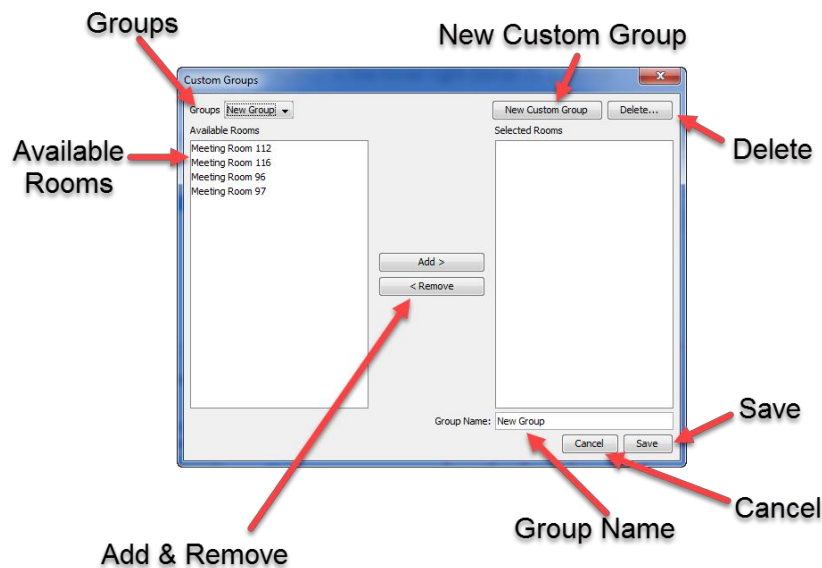 Groups
New Custom Group
Custom Groups
x
Groups New Group
New Custom Group
Delete...
Available Rooms
Selected Rooms
Available
Rooms
Delete
Meeting Room 112
Meeting Room 116
Meeting Room 96
Meeting Room 97
Add >
< Remove
Group Name: New Group
Save
Cancel
Save
Cancel
Group Name
Add & Remove